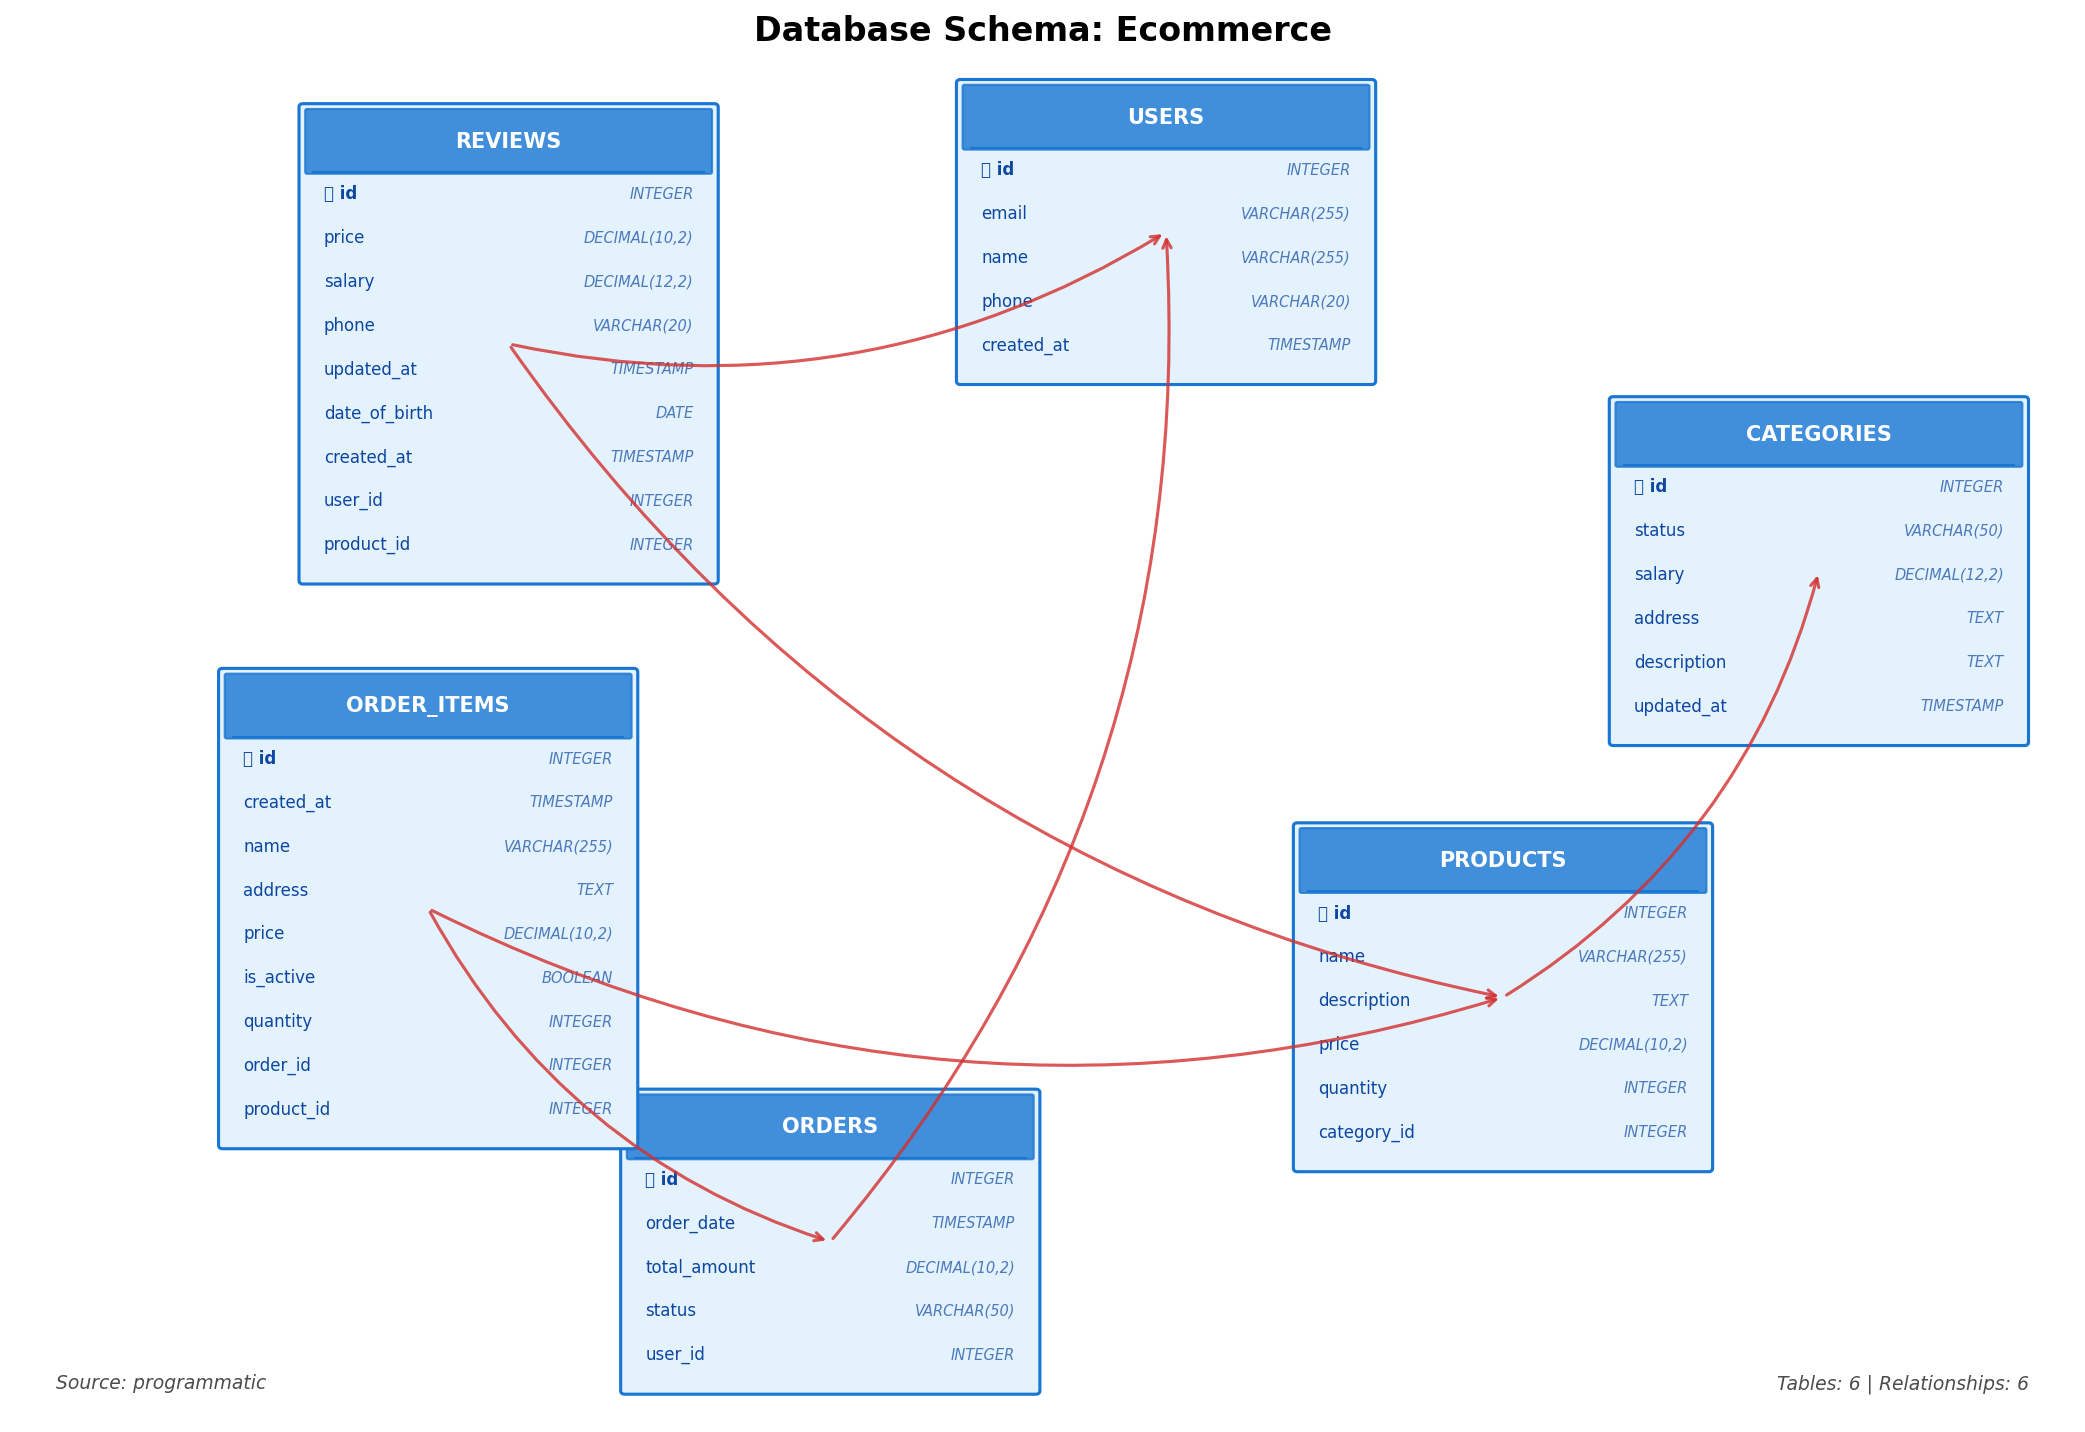 Database Schema: Ecommerce
REVIEWS
id INTEGER
price DECIMAL(10,2)
salary DECIMAL(12,2)
phone VARCHAR(20)
updated_at TIMESTAMP
date_of_birth DATE
created_at TIMESTAMP
user_id INTEGER
product_id INTEGER
USERS
id INTEGER
email VARCHAR(255)
name VARCHAR(255)
phone VARCHAR(20)
created_at TIMESTAMP
CATEGORIES
id INTEGER
status VARCHAR(50)
salary DECIMAL(12,2)
address TEXT
description TEXT
updated_at TIMESTAMP
ORDER_ITEMS
id INTEGER
created_at TIMESTAMP
name VARCHAR(255)
address TEXT
price DECIMAL(10,2)
is_active BOOLEAN
quantity INTEGER
order_id INTEGER
product_id INTEGER
PRODUCTS
id INTEGER
name VARCHAR(255)
description TEXT
price DECIMAL(10,2)
quantity INTEGER
category_id INTEGER
ORDERS
id INTEGER
order_date TIMESTAMP
total_amount DECIMAL(10,2)
status VARCHAR(50)
user_id INTEGER
Source: programmatic
Tables: 6 | Relationships: 6